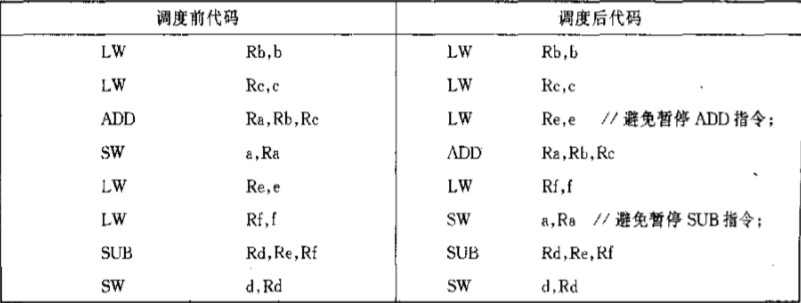 调度前代码 调度后代码
LW Rb,b LW Rb,b
LW Rc,c LW Rc,c
ADD Ra,Rb,Rc LW Re,e //避免暂停 ADD 指令;
SW a,Ra ADD Ra,Rb,Rc
LW Re,e LW Rf,f
LW Rf,f SW a,Ra //避免暂停 SUB 指令;
SUB Rd,Re,Rf SUB Rd,Re,Rf
SW d,Rd SW d,Rd